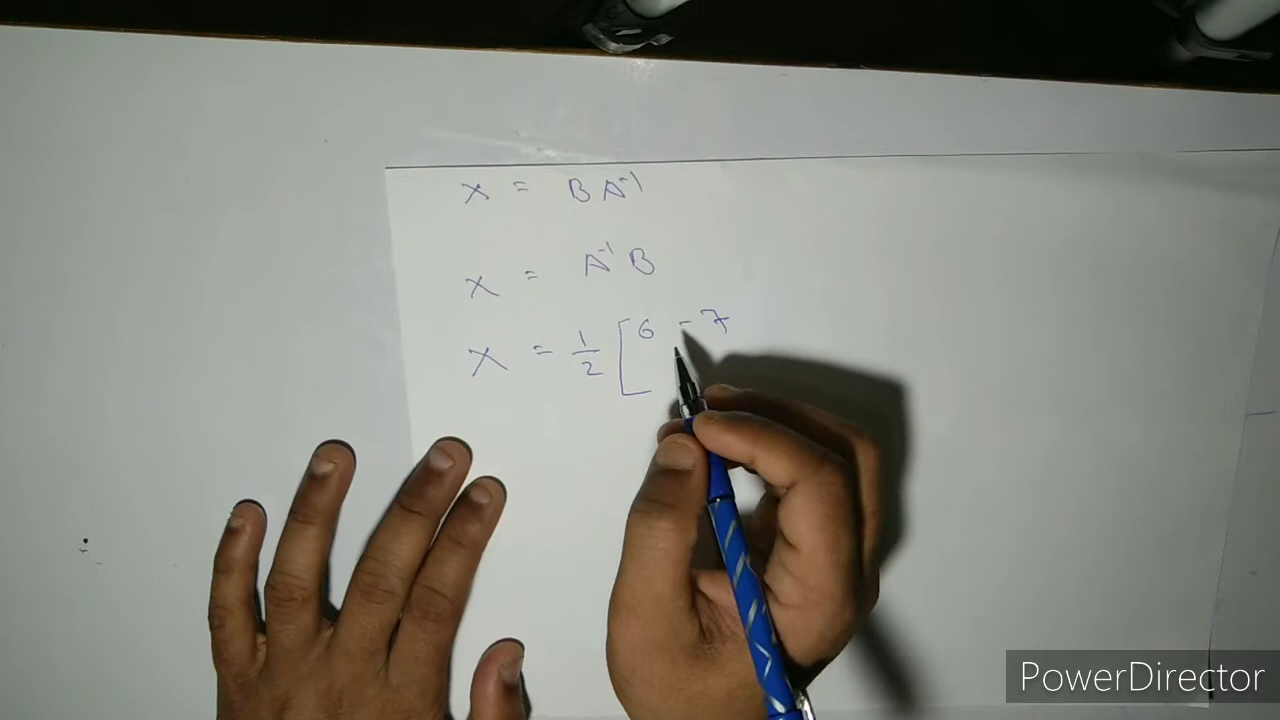 X = BA⁻¹
X = A⁻¹B
X = 1/2 [6 -7
PowerDirector